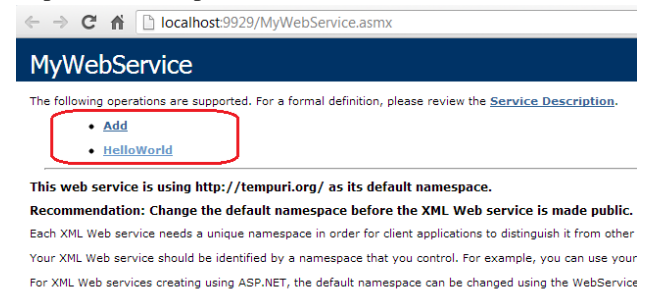 localhost:9929/MyWebService.asmx
MyWebService
The following operations are supported. For a formal definition, please review the Service Description.
• Add
• HelloWorld
This web service is using http://tempuri.org/ as its default namespace.
Recommendation: Change the default namespace before the XML Web service is made public.
Each XML Web service needs a unique namespace in order for client applications to distinguish it from other
Your XML Web service should be identified by a namespace that you control. For example, you can use your
For XML Web services creating using ASP.NET, the default namespace can be changed using the WebService